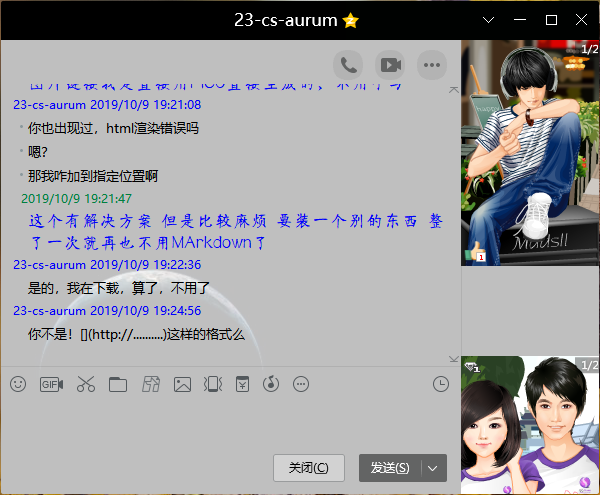 23-cs-aurum
1/2
23-cs-aurum 2019/10/9 19:21:08
你也出现过，html渲染错误吗
嗯?
那我咋加到指定位置啊
2019/10/9 19:21:47
这个有解决方案 但是比较麻烦 要装一个别的东西 整
了一次就再也不用MArkdown了
23-cs-aurum 2019/10/9 19:22:36
是的，我在下载，算了，不用了
23-cs-aurum 2019/10/9 19:24:56
你不是！[](http://..........)这样的格式么
GIF
关闭(C)
发送(S)
1
1
1/2